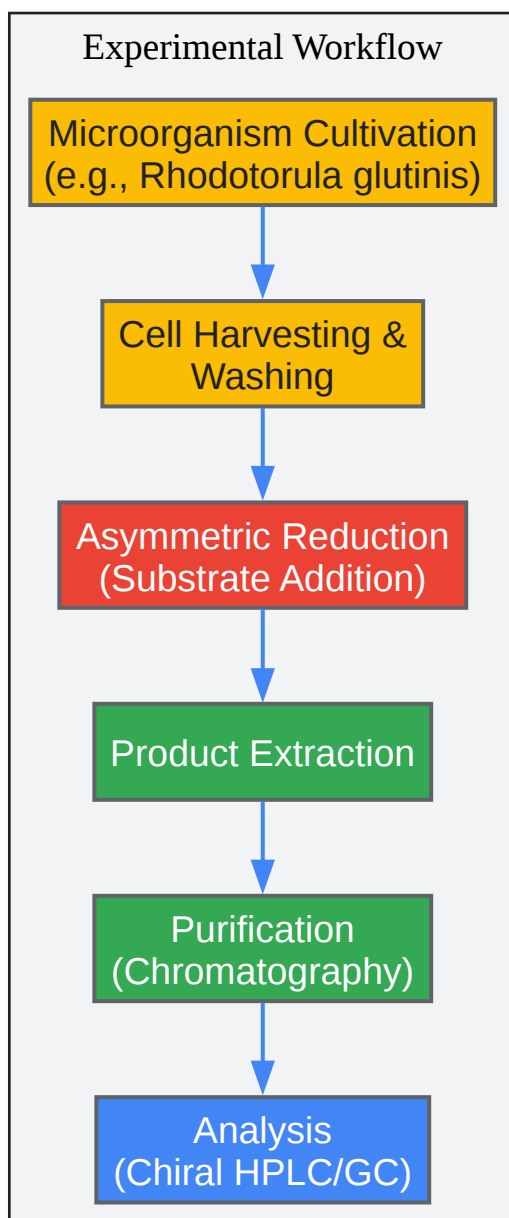 Experimental Workflow
Microorganism Cultivation
(e.g., Rhodotorula glutinis)
Cell Harvesting &
Washing
Asymmetric Reduction
(Substrate Addition)
Product Extraction
Purification
(Chromatography)
Analysis
(Chiral HPLC/GC)